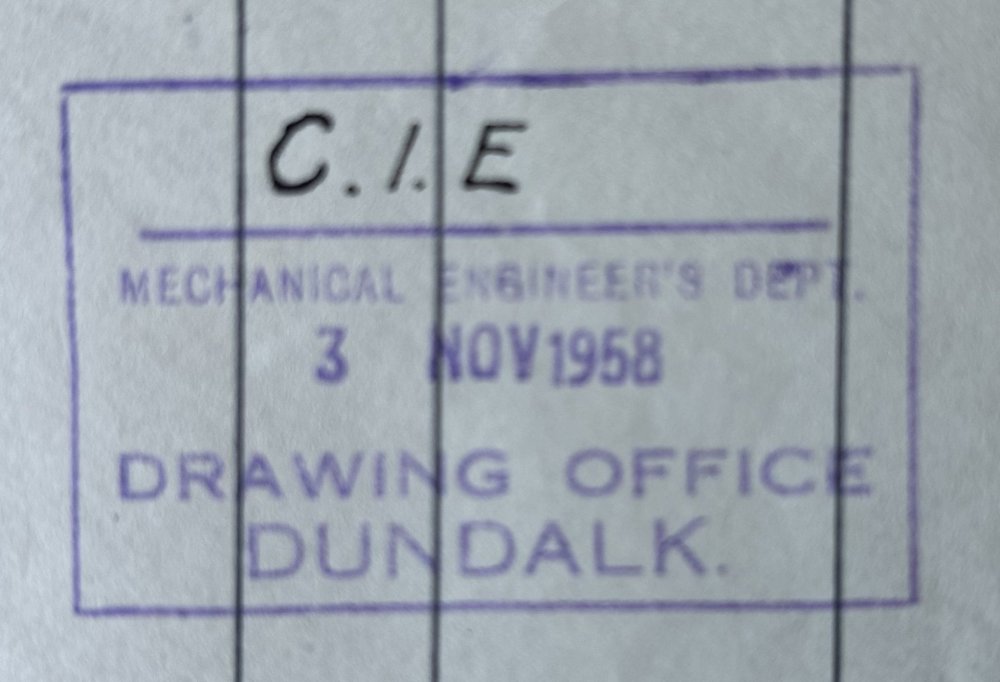 C.I.E
MECHANICAL ENGINEER'S DEPT.
3 NOV 1958
DRAWING OFFICE
DUNDALK.